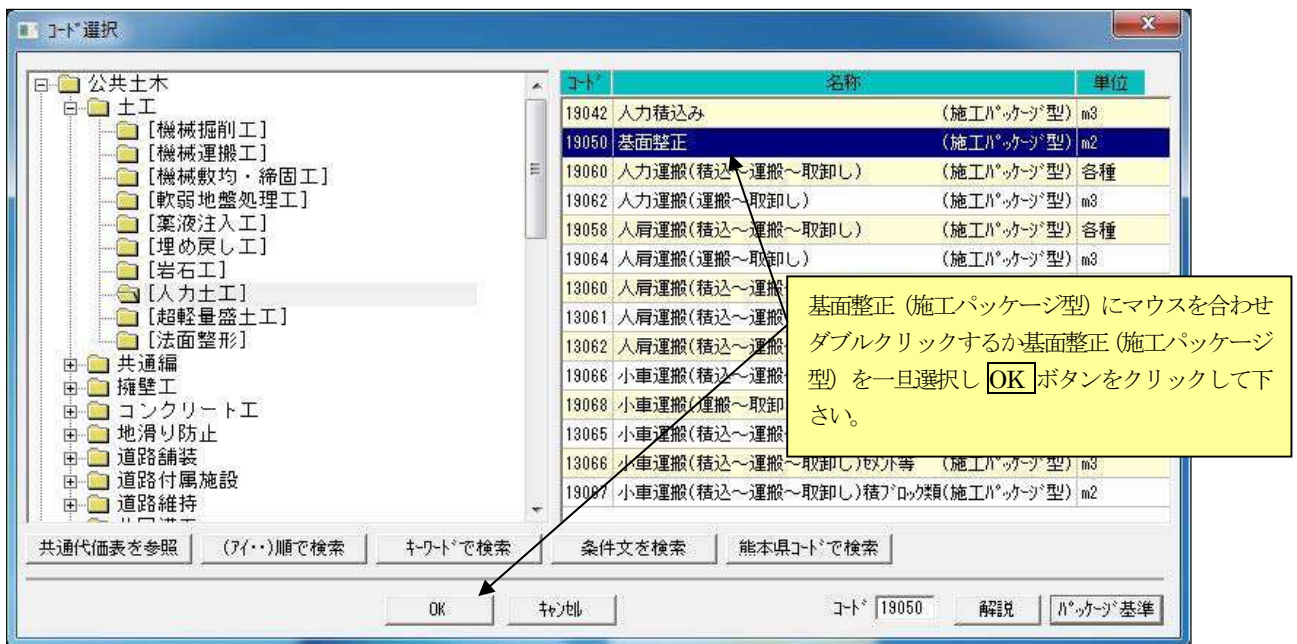 コード選択
公共土木
土工
[機械掘削工]
[機械運搬工]
[機械敷均・締固工]
[軟弱地盤処理工]
[薬液注入工]
[埋め戻し工]
[岩石工]
[人力土工]
[超軽量盛土工]
[法面整形]
共通編
擁壁工
コンクリート工
地滑り防止
道路舗装
道路付属施設
道路維持
コード 名称 単位
19042 人力積込み (施工パッケージ型) m3
19050 基面整正 (施工パッケージ型) m2
19060 人力運搬(積込～運搬～取卸し) (施工パッケージ型) 各種
19062 人力運搬(運搬～取卸し) (施工パッケージ型) m3
19058 人肩運搬(積込～運搬～取卸し) (施工パッケージ型) 各種
19064 人肩運搬(運搬～取卸し) (施工パッケージ型) m3
13060 人肩運搬(積込～運搬
13061 人肩運搬(積込～運搬
13062 人肩運搬(積込～運搬
19066 小車運搬(積込～運搬
19068 小車運搬(運搬～取卸
13065 小車運搬(積込～運搬
13066 小車運搬(積込～運搬～取卸し)セメント等 (施工パッケージ型) m3
19067 小車運搬(積込～運搬～取卸し)積ブロック類(施工パッケージ型) m2
基面整正（施工パッケージ型）にマウスを合わせ
ダブルクリックするか基面整正（施工パッケージ
型）を一旦選択し OK ボタンをクリックして下
さい。
共通代価表を参照 (アイ・・)順で検索 キーワードで検索 条件文を検索 熊本県コードで検索
OK キャンセル コード 19050 解説 パッケージ基準